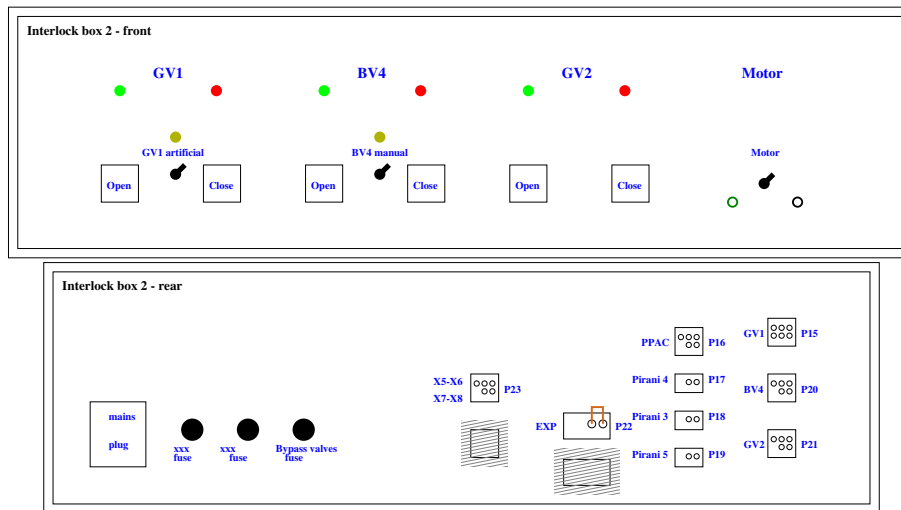 Interlock box 2 - front
GV1 BV4 GV2 Motor
GV1 artificial BV4 manual Motor
Open Close Open Close Open Close
Interlock box 2 - rear
GV1 P15
PPAC P16
X5-X6
X7-X8 P23
Pirani 4 P17
BV4 P20
EXP P22
Pirani 3 P18
GV2 P21
Pirani 5 P19
mains
plug
xxx
fuse
xxx
fuse
Bypass valves
fuse